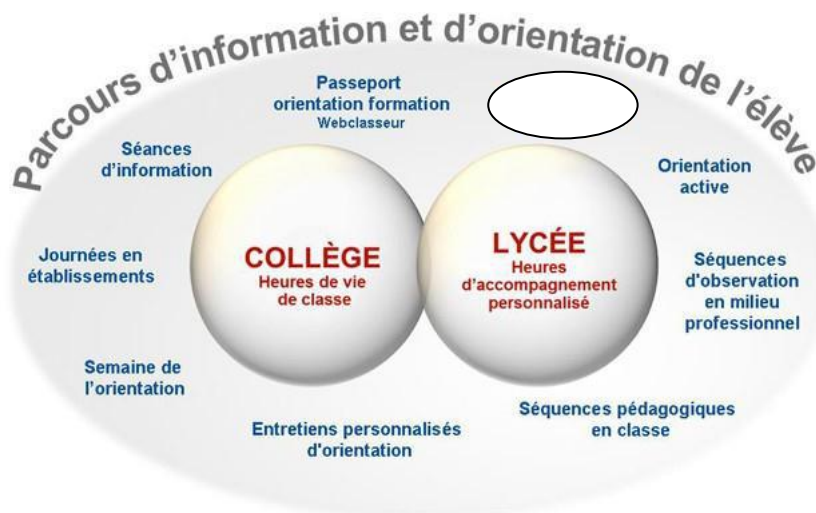 Parcours d'information et d'orientation de l'élève
Passeport
orientation formation
Webclasseur
Séances
d'information
Orientation
active
Journées en
établissements
COLLÈGE
Heures de vie
de classe
LYCÉE
Heures
d'accompagnement
personnalisé
Séquences
d'observation
en milieu
professionnel
Semaine de
l'orientation
Entretiens personnalisés
d'orientation
Séquences pédagogiques
en classe